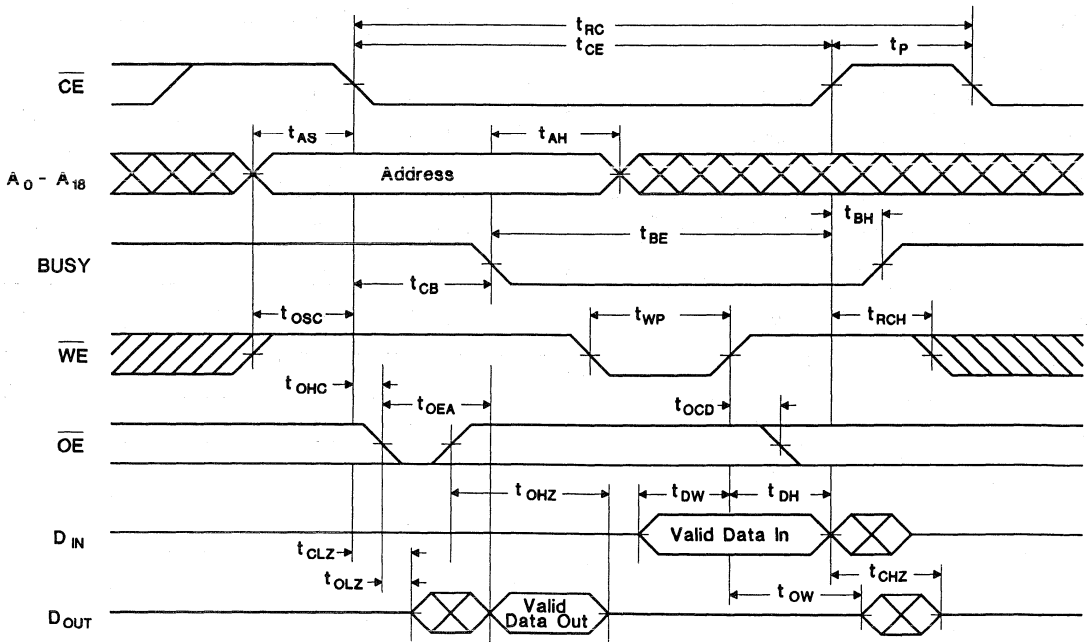 tRC
tCE
tP
CE
tAS
tAH
A0 - A18
Address
tBH
tBE
BUSY
tCB
tOSC
tWP
tRCH
WE
tOHC
tOEA
tOCD
OE
tOHZ
tDW
tDH
DIN
Valid Data In
tCLZ
tCHZ
tOLZ
tOW
DOUT
Valid
Data Out